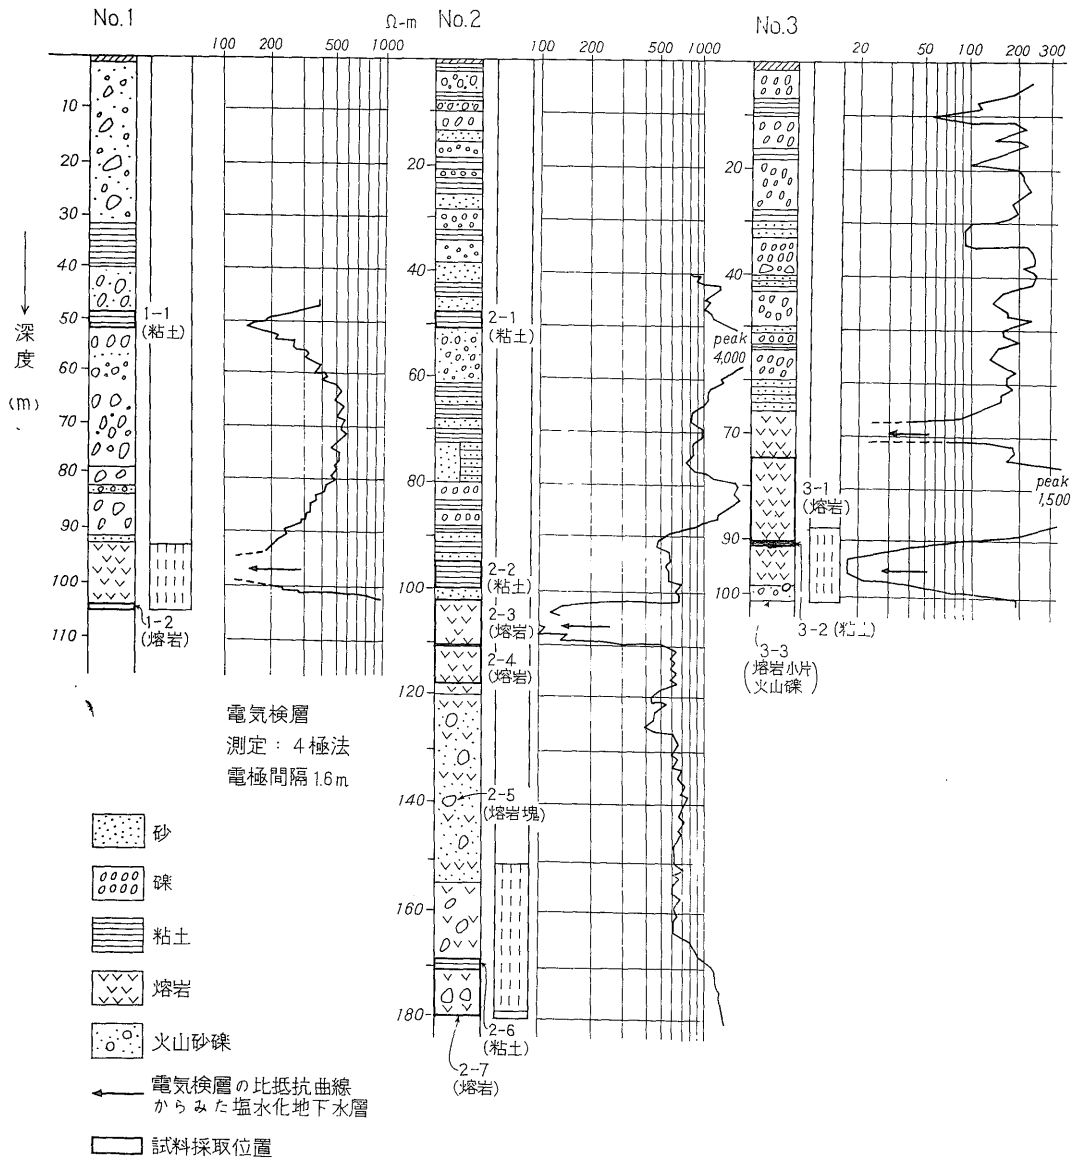 No.1
Ω-m
No.2
No.3
100
200
500
1000
100
200
500
1000
20
50
100
200
300
10
20
30
40
50
60
70
80
90
100
110
深度
(m)
1-1
(粘土)
1-2
(熔岩)
20
40
60
80
100
120
140
160
180
2-1
(粘土)
2-2
(粘土)
2-3
(熔岩)
2-4
(熔岩)
2-5
(熔岩塊)
2-6
(粘土)
2-7
(熔岩)
peak
4,000
20
40
70
90
100
3-1
(熔岩)
3-2 (粘土)
3-3
(熔岩小片
火山礫)
peak
1,500
電気検層
測定：4極法
電極間隔1.6m
砂
礫
粘土
熔岩
火山砂礫
電気検層の比抵抗曲線
からみた塩水化地下水層
試料採取位置